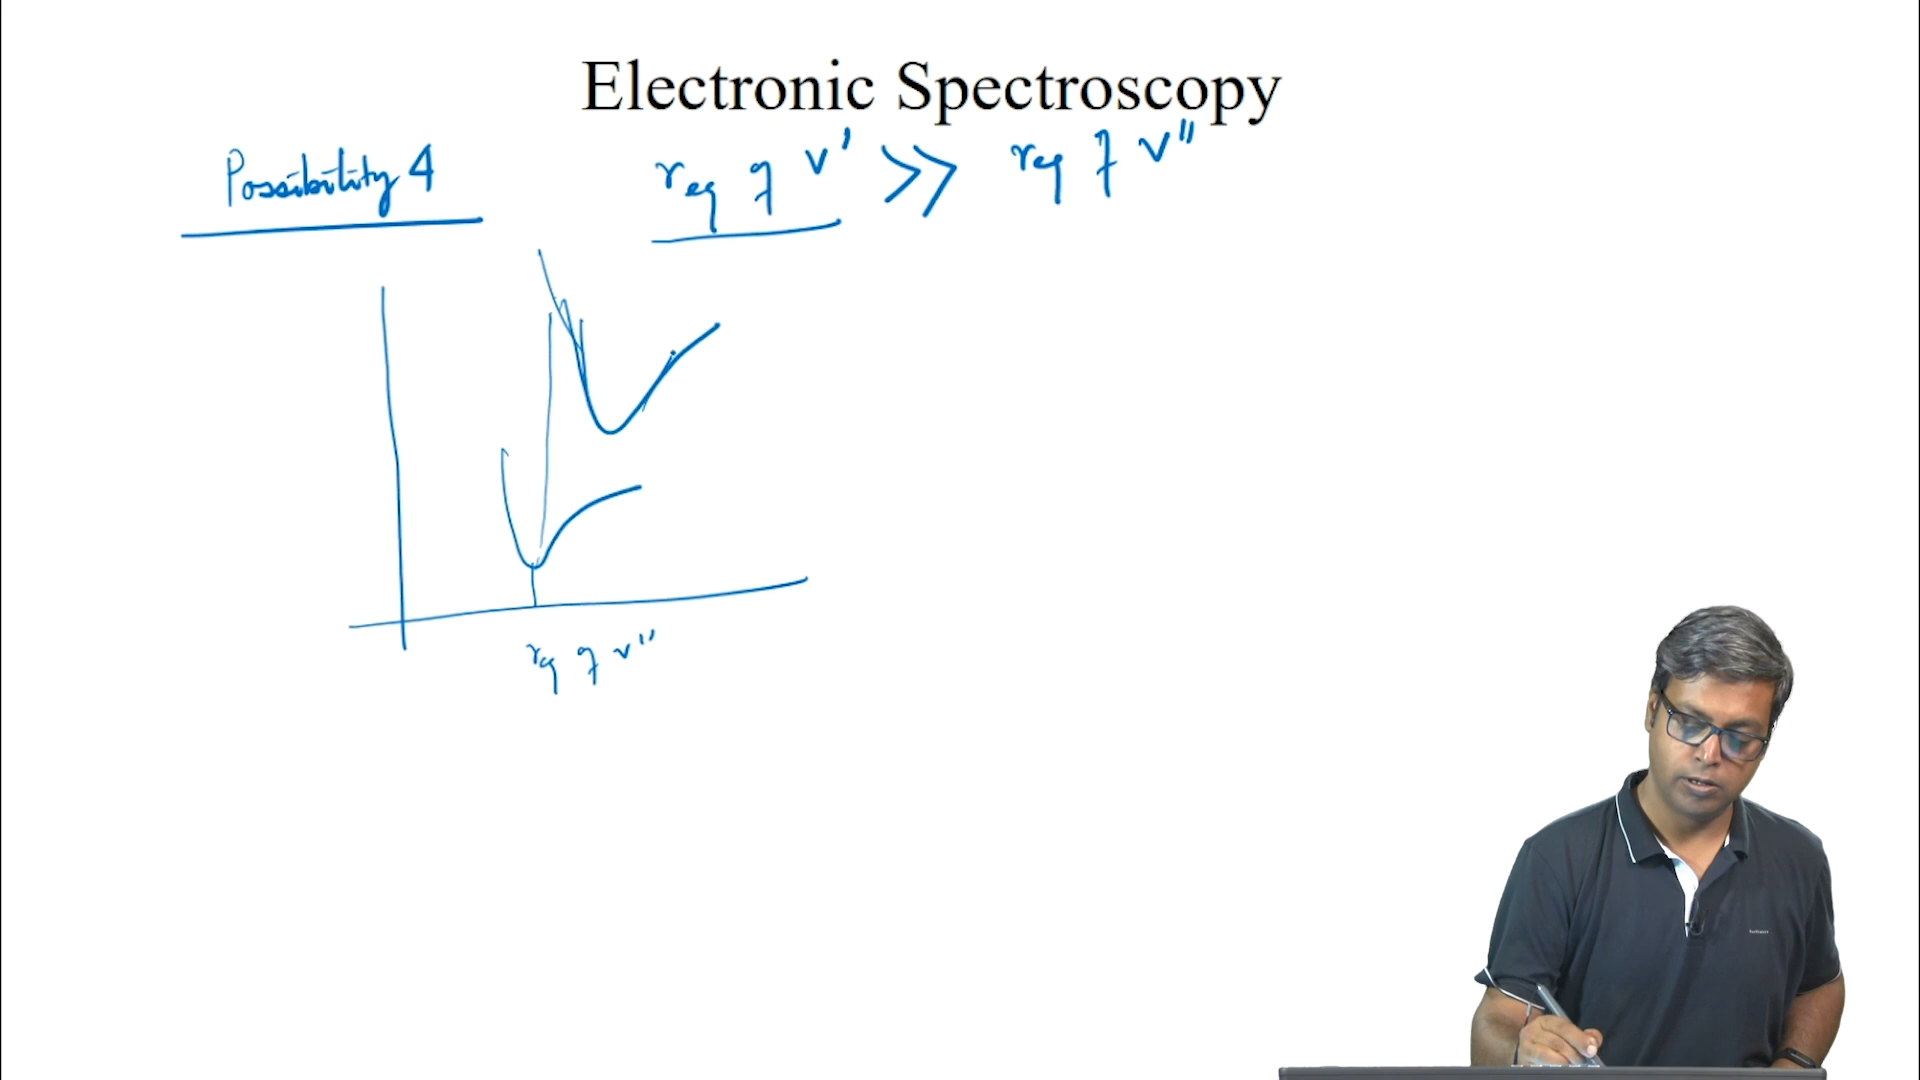 Electronic Spectroscopy
Possibility 4
req of v' >> req of v"
req of v"